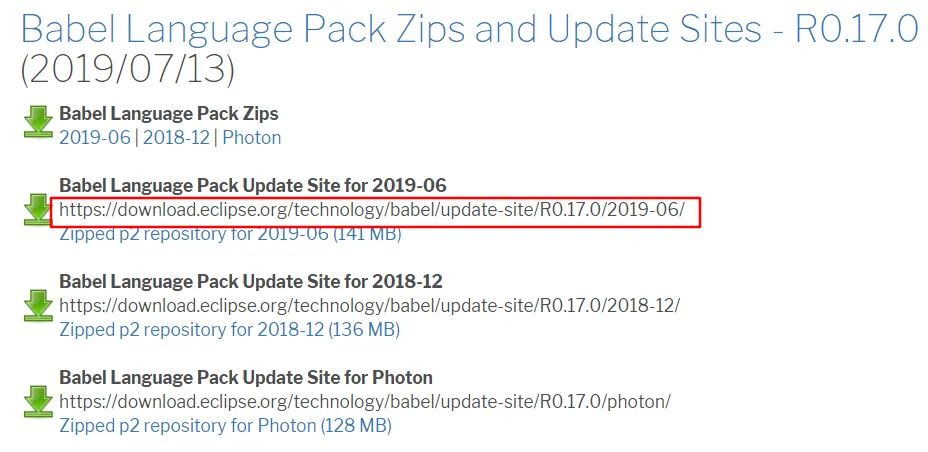 Babel Language Pack Zips and Update Sites - R0.17.0
(2019/07/13)
Babel Language Pack Zips
2019-06 | 2018-12 | Photon
Babel Language Pack Update Site for 2019-06
https://download.eclipse.org/technology/babel/update-site/R0.17.0/2019-06/
Zipped p2 repository for 2019-06 (141 MB)
Babel Language Pack Update Site for 2018-12
https://download.eclipse.org/technology/babel/update-site/R0.17.0/2018-12/
Zipped p2 repository for 2018-12 (136 MB)
Babel Language Pack Update Site for Photon
https://download.eclipse.org/technology/babel/update-site/R0.17.0/photon/
Zipped p2 repository for Photon (128 MB)